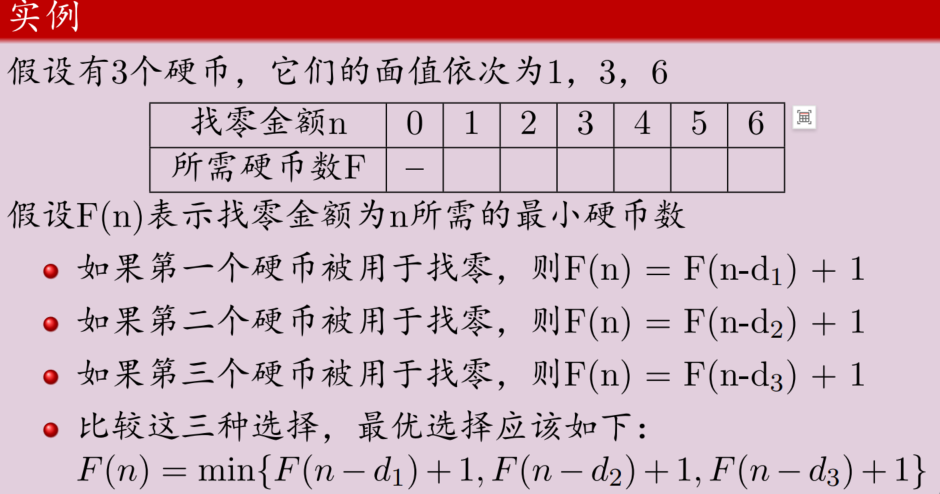 实例
假设有3个硬币，它们的面值依次为1，3，6
找零金额n 0 1 2 3 4 5 6
所需硬币数F –
假设F(n)表示找零金额为n所需的最小硬币数
如果第一个硬币被用于找零，则F(n) = F(n-d₁) + 1
如果第二个硬币被用于找零，则F(n) = F(n-d₂) + 1
如果第三个硬币被用于找零，则F(n) = F(n-d₃) + 1
比较这三种选择，最优选择应该如下：
F(n) = min{F(n − d₁)+1, F(n − d₂)+1, F(n − d₃)+1}